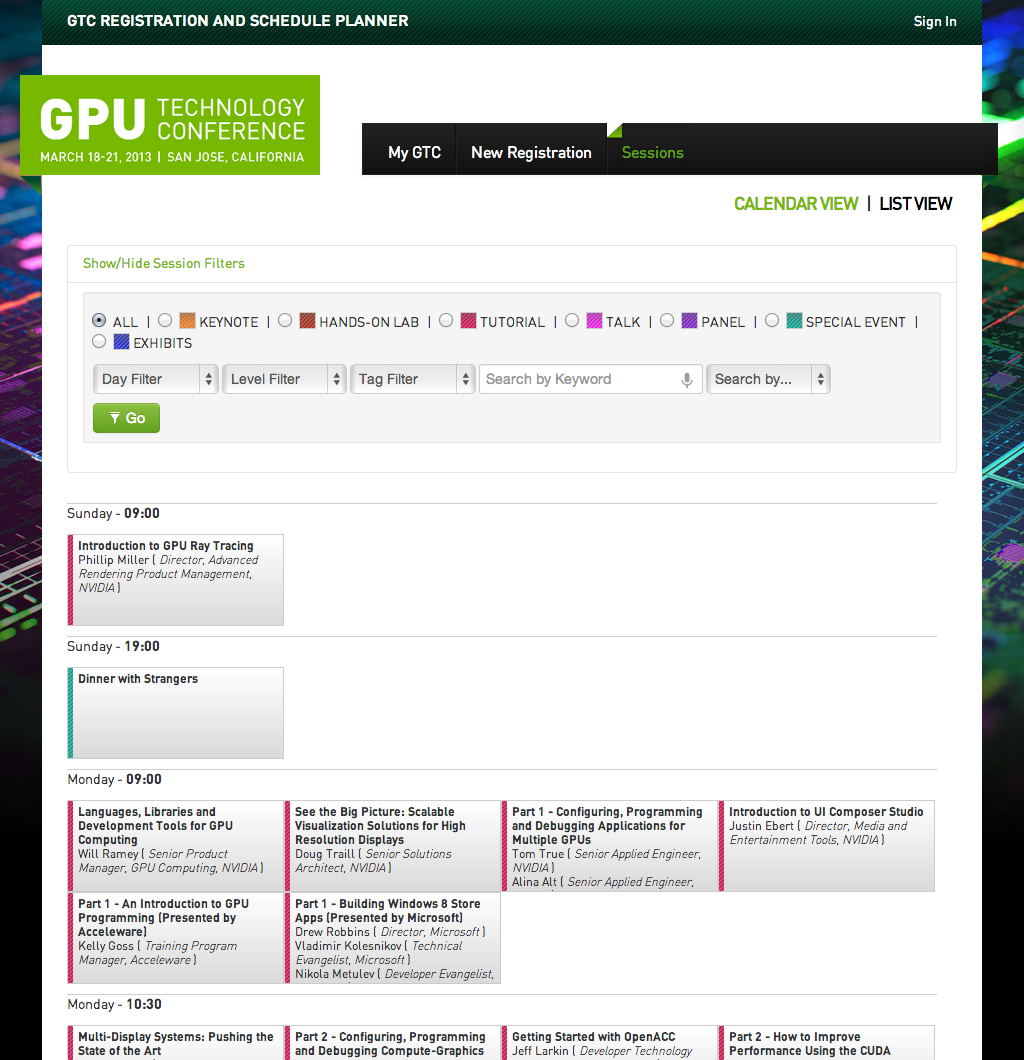 GTC REGISTRATION AND SCHEDULE PLANNER
Sign In
GPU TECHNOLOGY CONFERENCE
MARCH 18-21, 2013 | SAN JOSE, CALIFORNIA
My GTC
New Registration
Sessions
CALENDAR VIEW | LIST VIEW
Show/Hide Session Filters
ALL | KEYNOTE | HANDS-ON LAB | TUTORIAL | TALK | PANEL | SPECIAL EVENT |
EXHIBITS
Day Filter
Level Filter
Tag Filter
Search by Keyword
Search by...
Go
Sunday - 09:00
Introduction to GPU Ray Tracing
Phillip Miller ( Director, Advanced
Rendering Product Management,
NVIDIA )
Sunday - 19:00
Dinner with Strangers
Monday - 09:00
Languages, Libraries and
Development Tools for GPU
Computing
Will Ramey ( Senior Product
Manager, GPU Computing, NVIDIA )
See the Big Picture: Scalable
Visualization Solutions for High
Resolution Displays
Doug Traill ( Senior Solutions
Architect, NVIDIA )
Part 1 - Configuring, Programming
and Debugging Applications for
Multiple GPUs
Tom True ( Senior Applied Engineer,
NVIDIA )
Alina Alt ( Senior Applied Engineer,
Introduction to UI Composer Studio
Justin Ebert ( Director, Media and
Entertainment Tools, NVIDIA )
Part 1 - An Introduction to GPU
Programming (Presented by
Acceleware)
Kelly Goss ( Training Program
Manager, Acceleware )
Part 1 - Building Windows 8 Store
Apps (Presented by Microsoft)
Drew Robbins ( Director, Microsoft )
Vladimir Kolesnikov ( Technical
Evangelist, Microsoft )
Nikola Metulev ( Developer Evangelist,
Monday - 10:30
Multi-Display Systems: Pushing the
State of the Art
Part 2 - Configuring, Programming
and Debugging Compute-Graphics
Getting Started with OpenACC
Jeff Larkin ( Developer Technology
Part 2 - How to Improve
Performance Using the CUDA